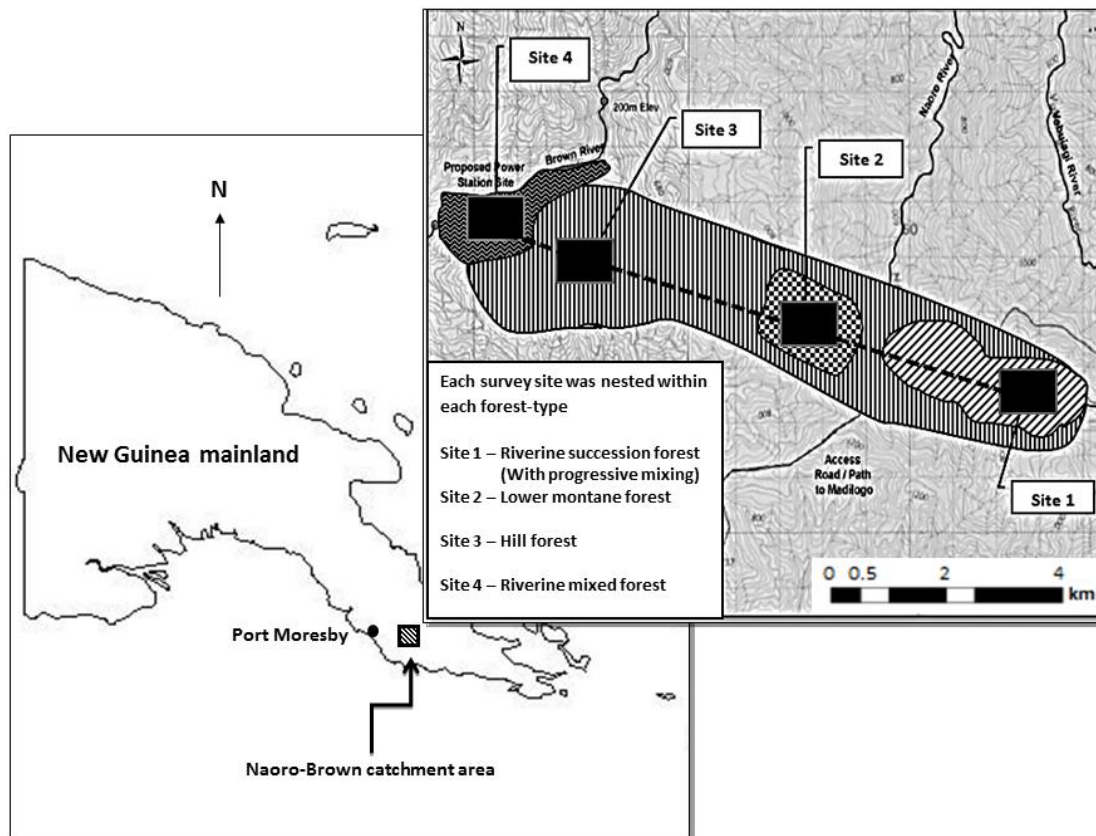 N
New Guinea mainland
Port Moresby
Naoro-Brown catchment area
N
Site 4
200m Elev
Site 3
Brown River
Proposed Power
Station Site
Site 2
Naoro River
Vabulagi River
Each survey site was nested within
each forest-type
Site 1 – Riverine succession forest
(With progressive mixing)
Site 2 – Lower montane forest
Site 3 – Hill forest
Site 4 – Riverine mixed forest
Access
Road / Path
to Madilogo
Site 1
0 0.5 2 4
km